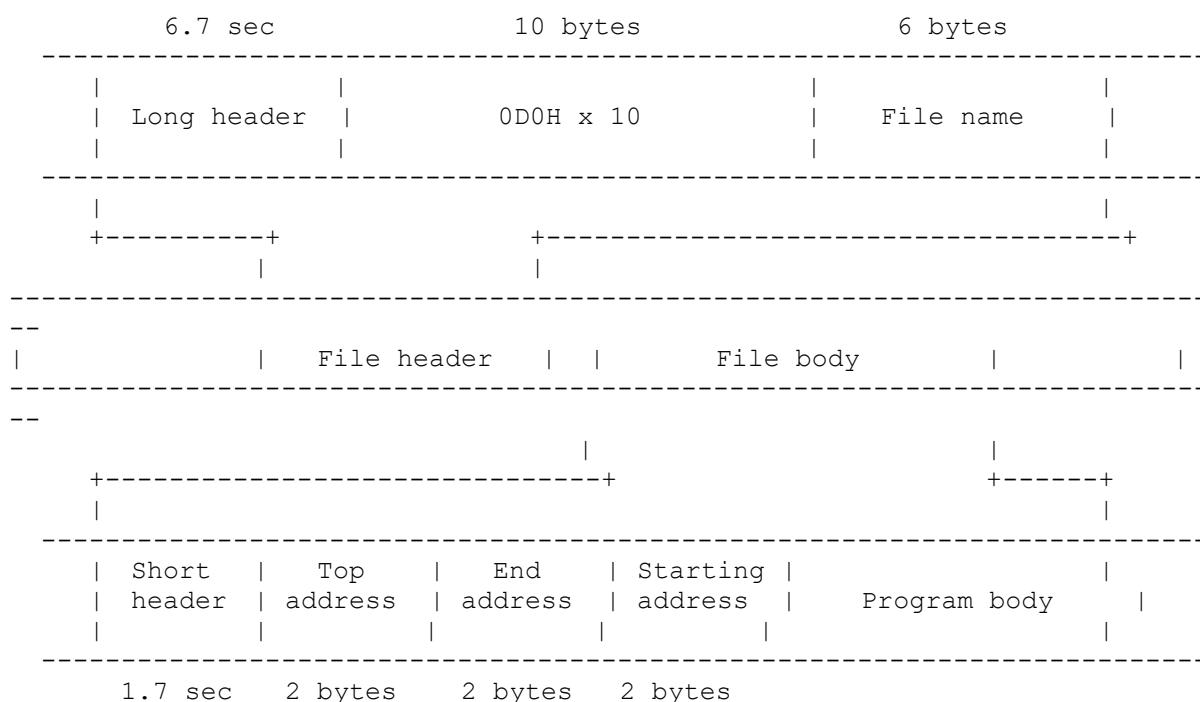 6.7 sec 10 bytes 6 bytes
Long header 0D0H x 10 File name
File header File body
Short Top End Starting
header address address address Program body
1.7 sec 2 bytes 2 bytes 2 bytes